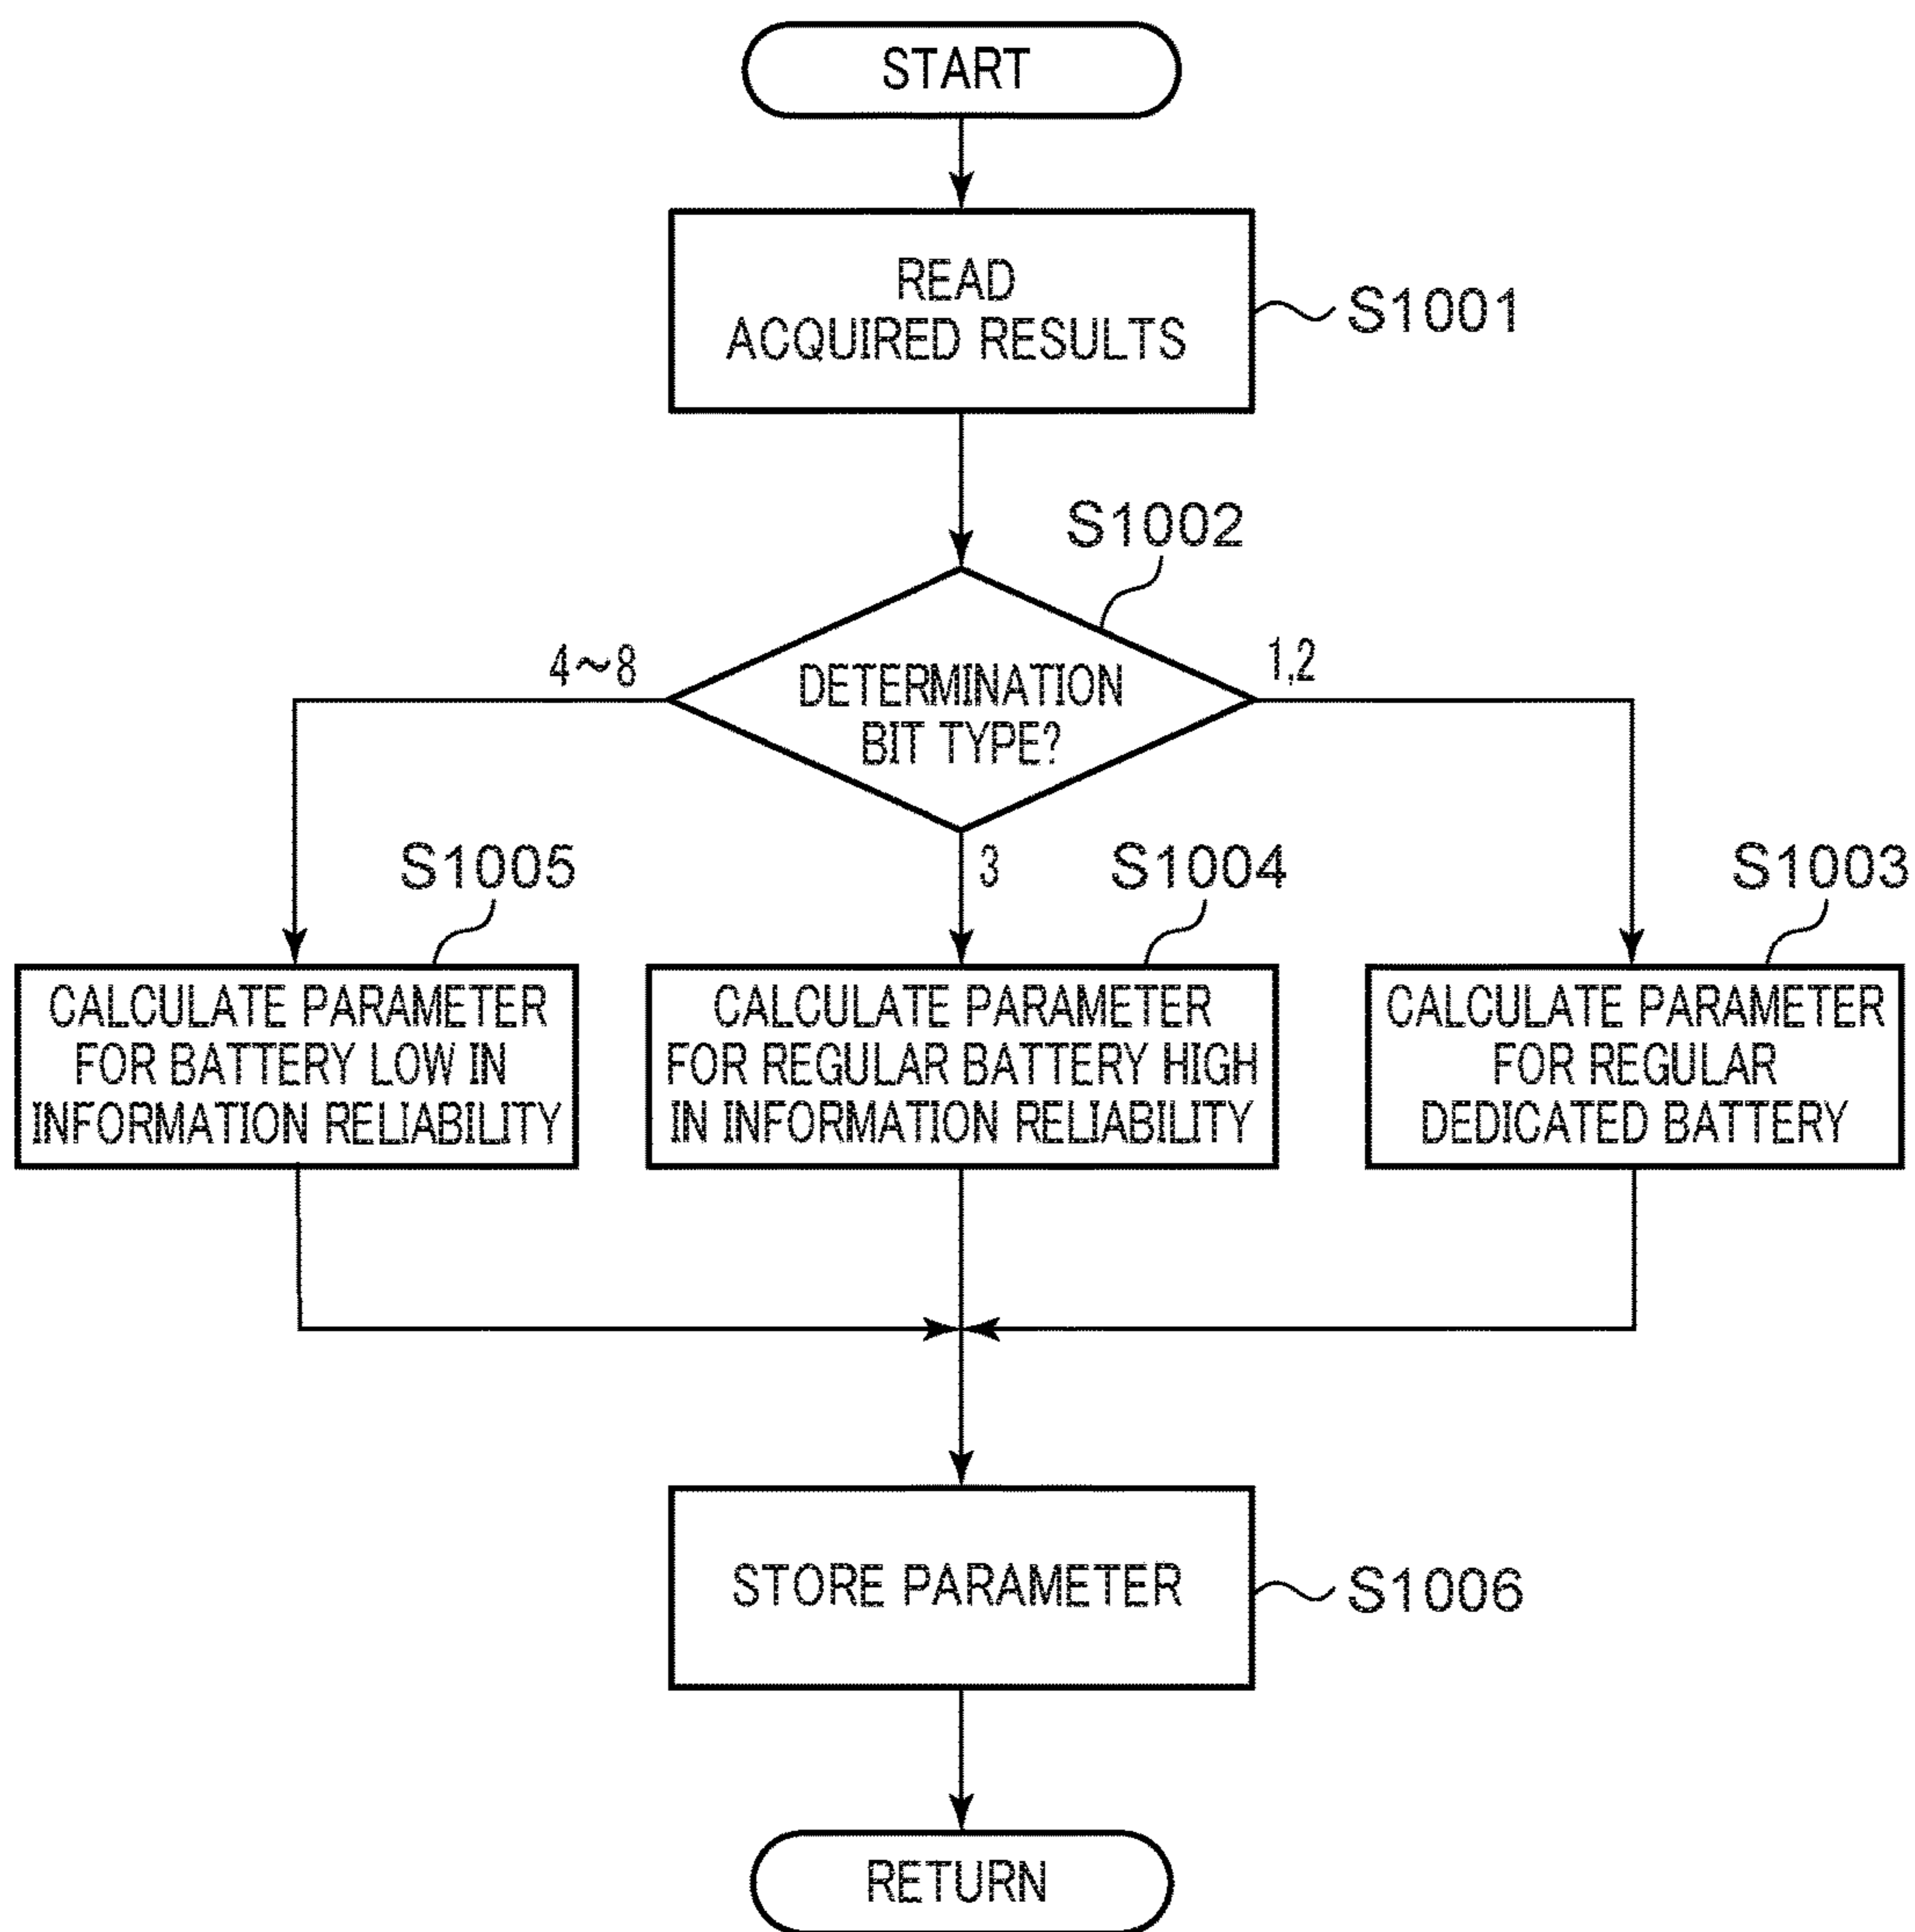 START
READ
ACQUIRED RESULTS
S1001
S1002
4~8
DETERMINATION
BIT TYPE?
1,2
3
S1005
CALCULATE PARAMETER
FOR BATTERY LOW IN
INFORMATION RELIABILITY
S1004
CALCULATE PARAMETER
FOR REGULAR BATTERY HIGH
IN INFORMATION RELIABILITY
S1003
CALCULATE PARAMETER
FOR REGULAR
DEDICATED BATTERY
STORE PARAMETER
S1006
RETURN